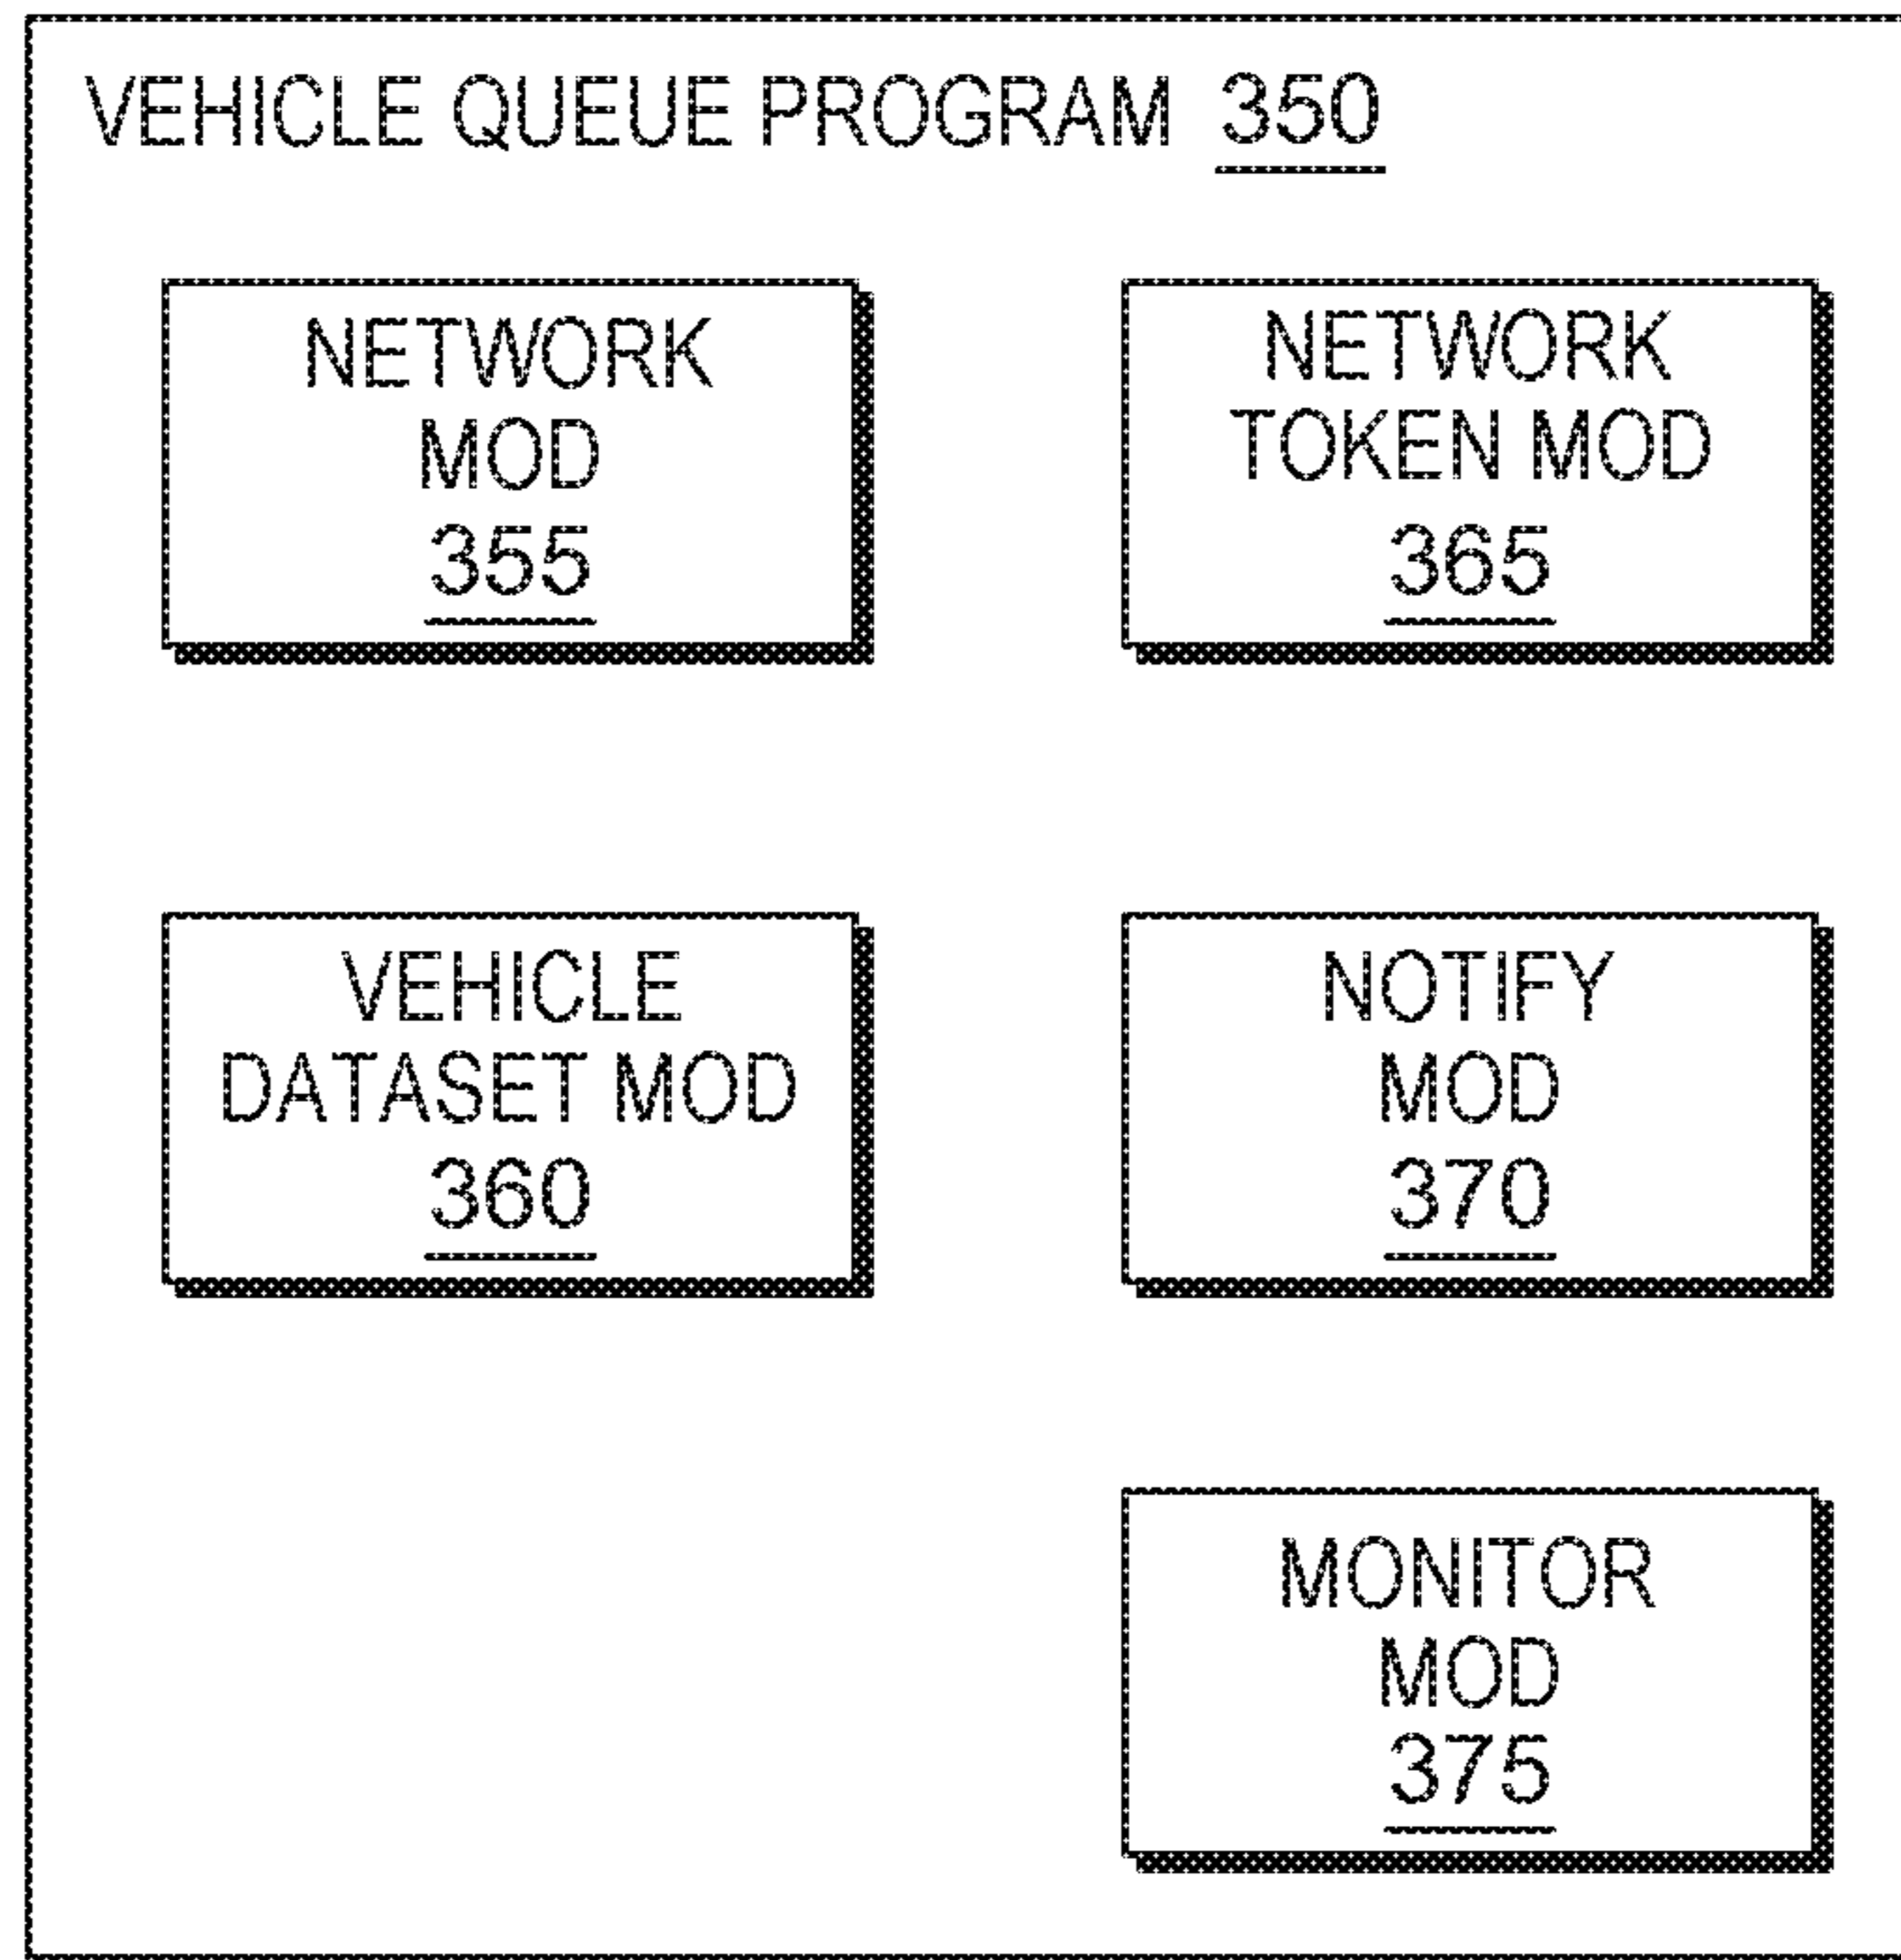 VEHICLE QUEUE PROGRAM 350
NETWORK
MOD
355
NETWORK
TOKEN MOD
365
VEHICLE
DATASET MOD
360
NOTIFY
MOD
370
MONITOR
MOD
375